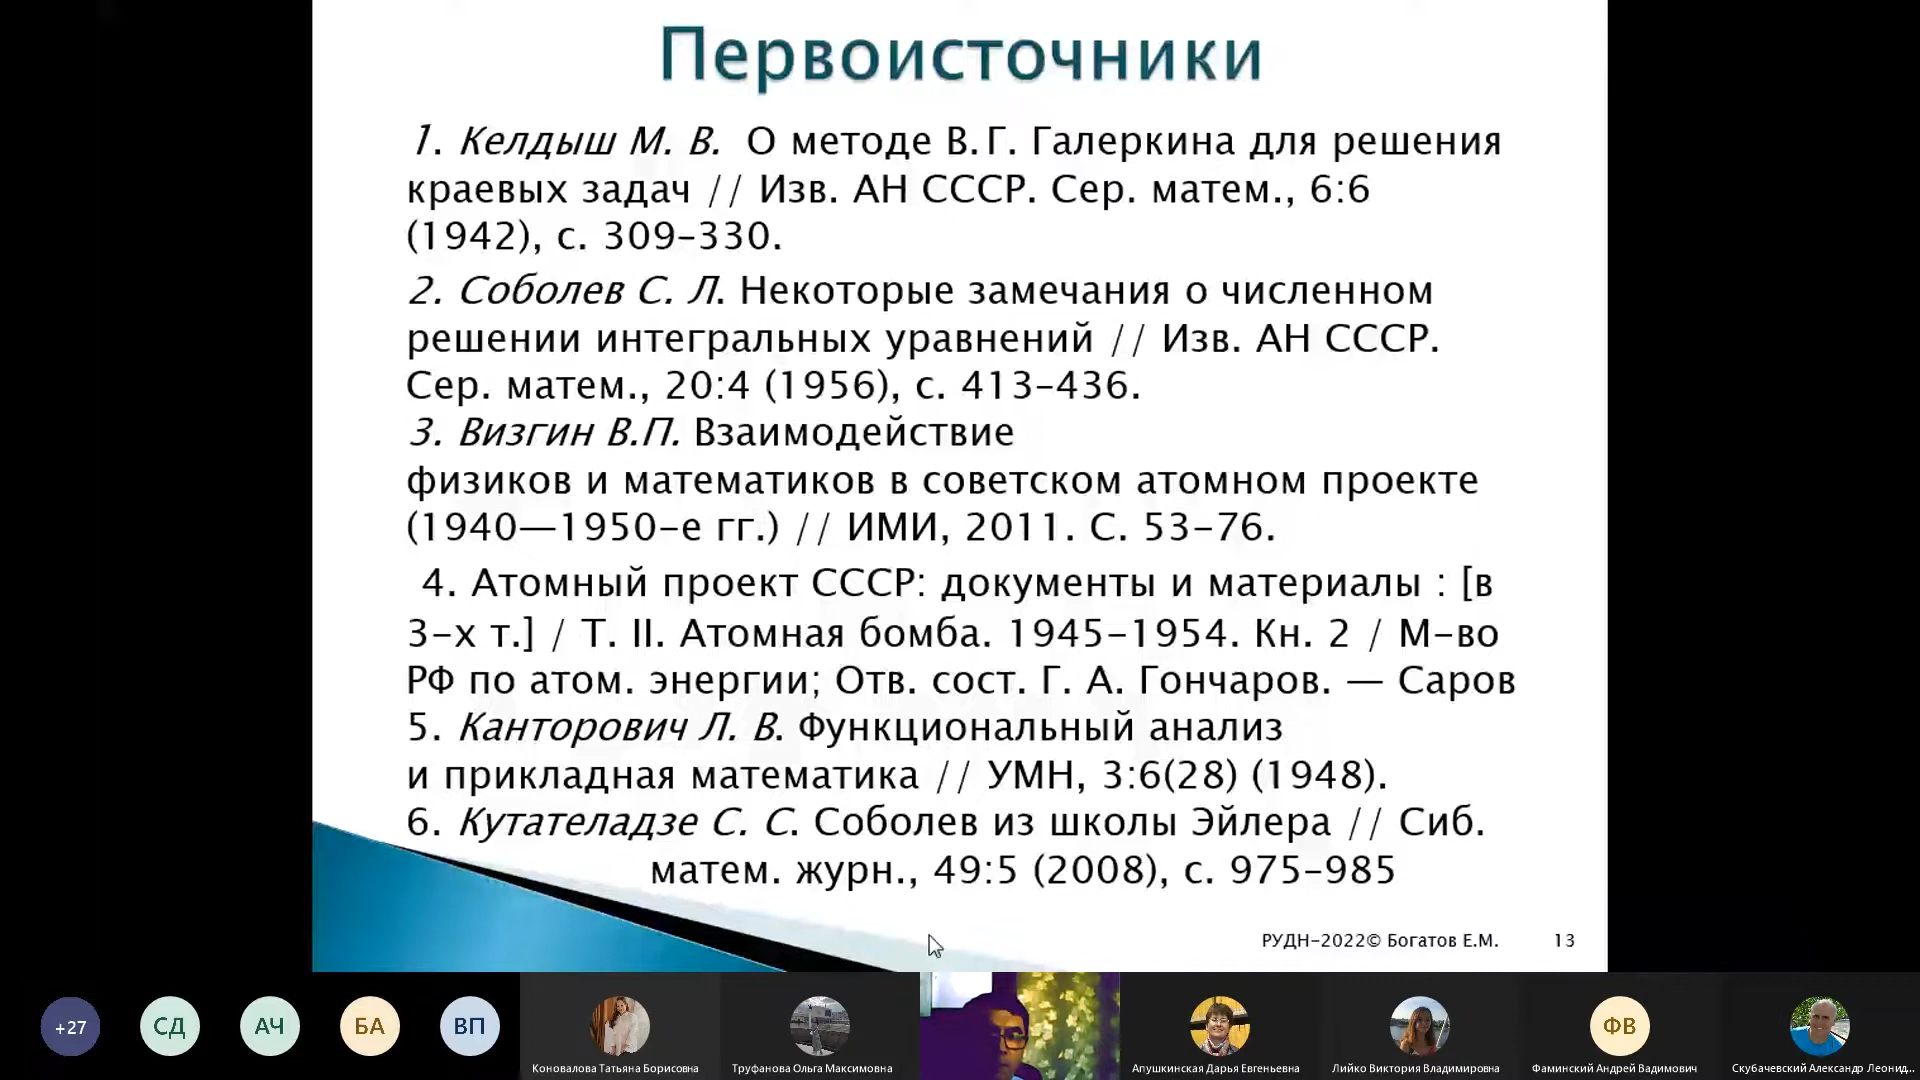 Первоисточники
1. Келдыш М. В. О методе В.Г. Галеркина для решения
краевых задач // Изв. АН СССР. Сер. матем., 6:6
(1942), с. 309–330.
2. Соболев С. Л. Некоторые замечания о численном
решении интегральных уравнений // Изв. АН СССР.
Сер. матем., 20:4 (1956), с. 413–436.
3. Визгин В.П. Взаимодействие
физиков и математиков в советском атомном проекте
(1940—1950-е гг.) // ИМИ, 2011. С. 53-76.
4. Атомный проект СССР: документы и материалы : [в
3-х т.] / Т. II. Атомная бомба. 1945-1954. Кн. 2 / М-во
РФ по атом. энергии; Отв. сост. Г. А. Гончаров. — Саров
5. Канторович Л. В. Функциональный анализ
и прикладная математика // УМН, 3:6(28) (1948).
6. Кутателадзе С. С. Соболев из школы Эйлера // Сиб.
матем. журн., 49:5 (2008), с. 975–985
РУДН-2022© Богатов Е.М. 13
+27 СД АЧ БА ВП ФВ
Коновалова Татьяна Борисовна Труфанова Ольга Максимовна Апушкинская Дарья Евгеньевна Лийко Виктория Владимировна Фаминский Андрей Вадимович Скубачевский Александр Леонид...